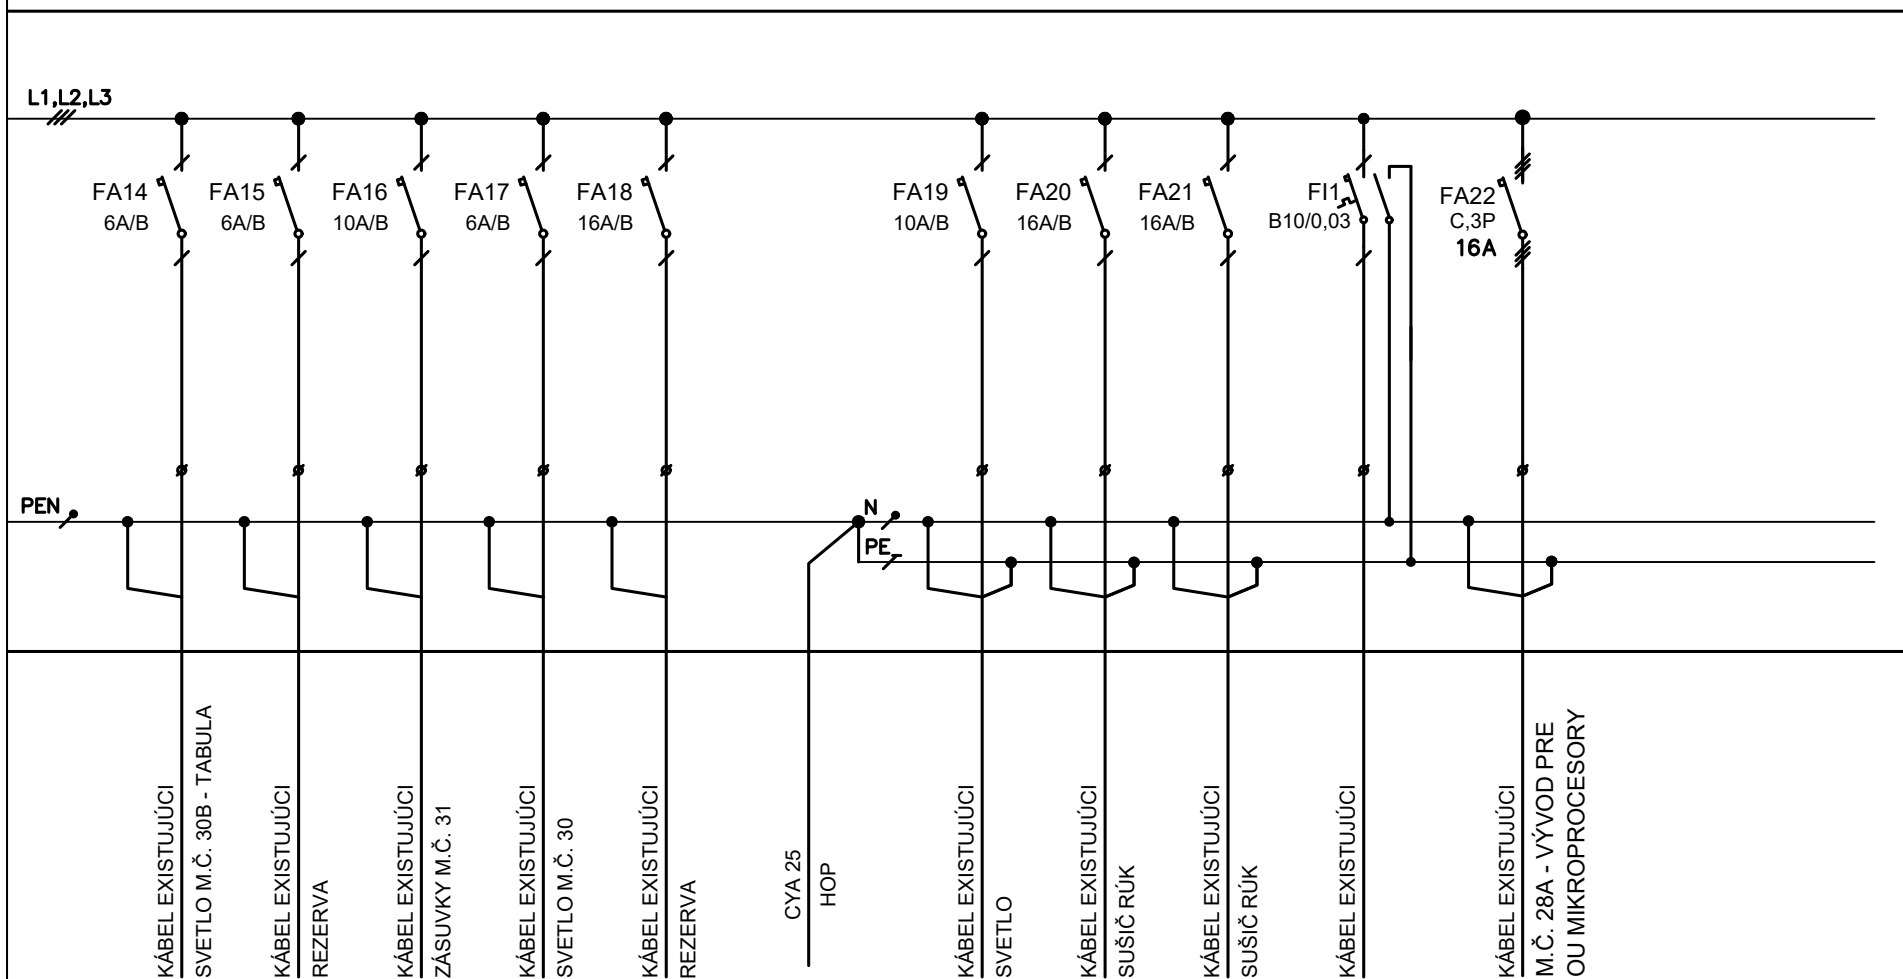 L1,L2,L3
FA14
6A/B
FA15
6A/B
FA16
10A/B
FA17
6A/B
FA18
16A/B
FA19
10A/B
FA20
16A/B
FA21
16A/B
FI1
B10/0,03
FA22
C,3P
16A
PEN
N
PE
KÁBEL EXISTUJÚCI
SVETLO M.Č. 30B - TABULA
KÁBEL EXISTUJÚCI
REZERVA
KÁBEL EXISTUJÚCI
ZÁSUVKY M.Č. 31
KÁBEL EXISTUJÚCI
SVETLO M.Č. 30
KÁBEL EXISTUJÚCI
REZERVA
CYA 25
HOP
KÁBEL EXISTUJÚCI
SVETLO
KÁBEL EXISTUJÚCI
SUŠIČ RÚK
KÁBEL EXISTUJÚCI
SUŠIČ RÚK
KÁBEL EXISTUJÚCI
KÁBEL EXISTUJÚCI
M.Č. 28A - VÝVOD PRE
OU MIKROPROCESORY